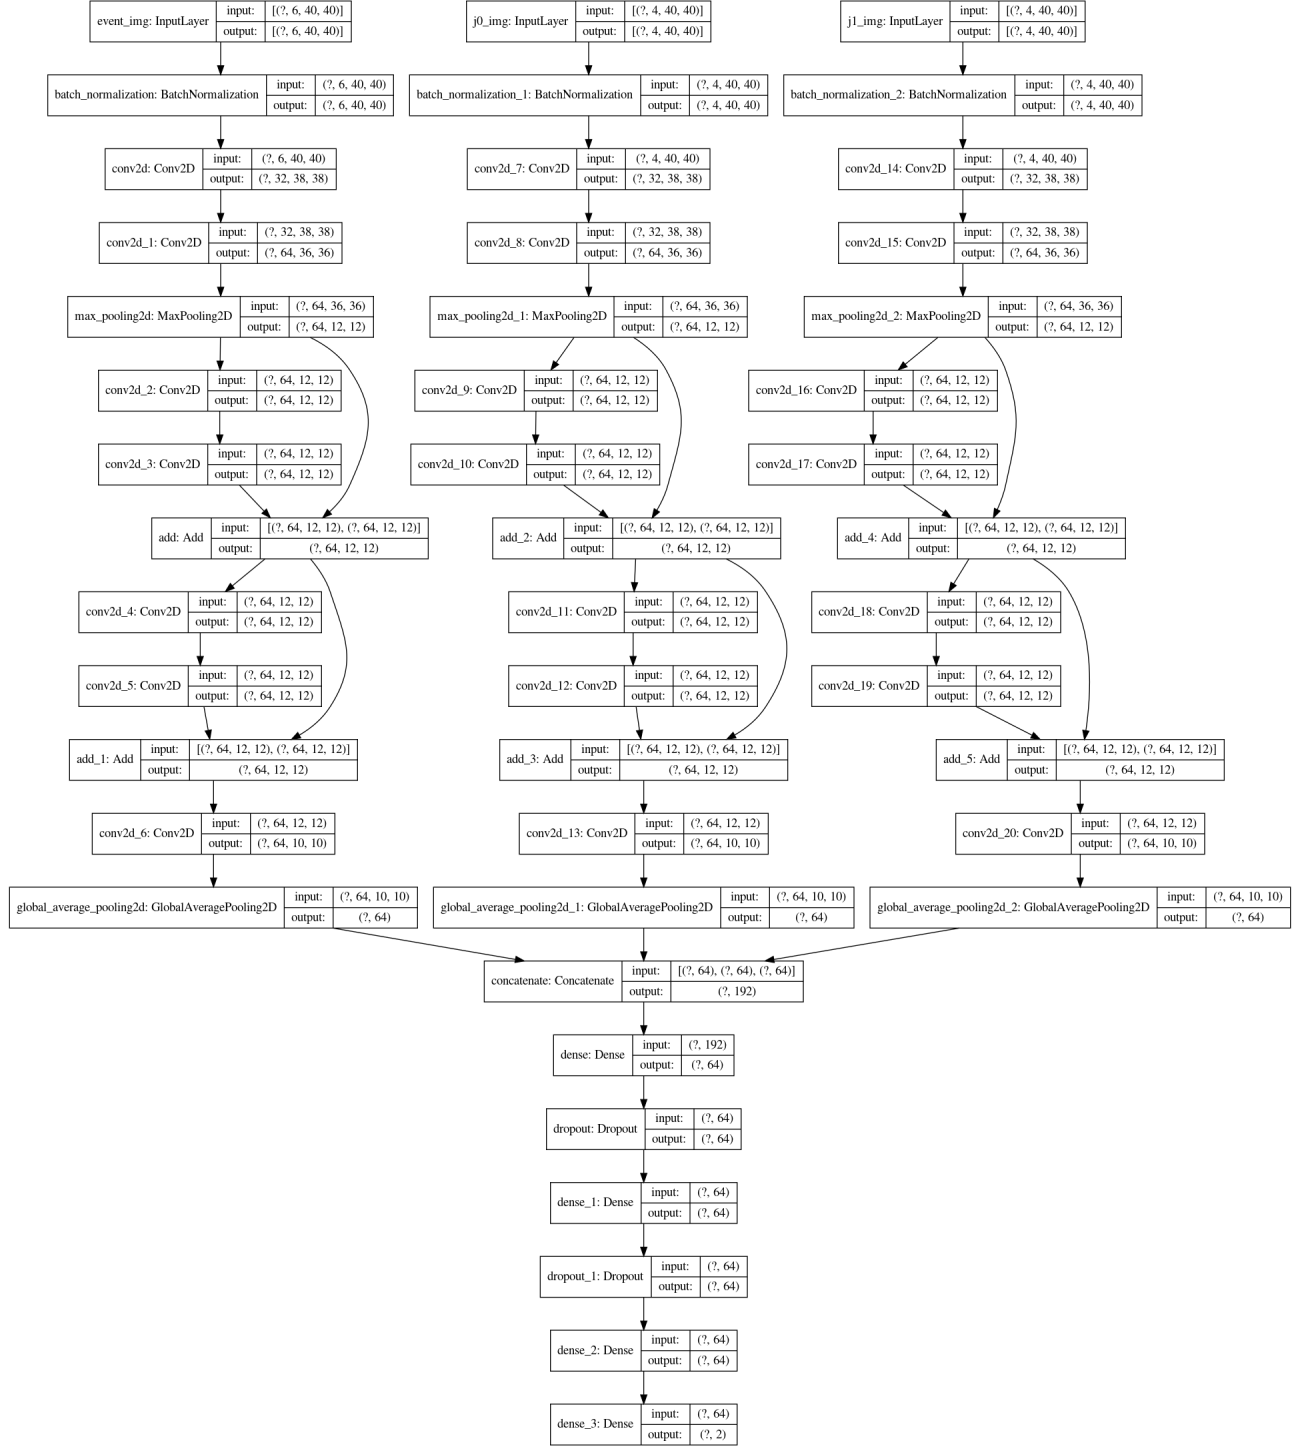 event_img: InputLayer input: [(?, 6, 40, 40)] output: [(?, 6, 40, 40)]
j0_img: InputLayer input: [(?, 4, 40, 40)] output: [(?, 4, 40, 40)]
j1_img: InputLayer input: [(?, 4, 40, 40)] output: [(?, 4, 40, 40)]
batch_normalization: BatchNormalization input: (?, 6, 40, 40) output: (?, 6, 40, 40)
batch_normalization_1: BatchNormalization input: (?, 4, 40, 40) output: (?, 4, 40, 40)
batch_normalization_2: BatchNormalization input: (?, 4, 40, 40) output: (?, 4, 40, 40)
conv2d: Conv2D input: (?, 6, 40, 40) output: (?, 32, 38, 38)
conv2d_7: Conv2D input: (?, 4, 40, 40) output: (?, 32, 38, 38)
conv2d_14: Conv2D input: (?, 4, 40, 40) output: (?, 32, 38, 38)
conv2d_1: Conv2D input: (?, 32, 38, 38) output: (?, 64, 36, 36)
conv2d_8: Conv2D input: (?, 32, 38, 38) output: (?, 64, 36, 36)
conv2d_15: Conv2D input: (?, 32, 38, 38) output: (?, 64, 36, 36)
max_pooling2d: MaxPooling2D input: (?, 64, 36, 36) output: (?, 64, 12, 12)
max_pooling2d_1: MaxPooling2D input: (?, 64, 36, 36) output: (?, 64, 12, 12)
max_pooling2d_2: MaxPooling2D input: (?, 64, 36, 36) output: (?, 64, 12, 12)
conv2d_2: Conv2D input: (?, 64, 12, 12) output: (?, 64, 12, 12)
conv2d_9: Conv2D input: (?, 64, 12, 12) output: (?, 64, 12, 12)
conv2d_16: Conv2D input: (?, 64, 12, 12) output: (?, 64, 12, 12)
conv2d_3: Conv2D input: (?, 64, 12, 12) output: (?, 64, 12, 12)
conv2d_10: Conv2D input: (?, 64, 12, 12) output: (?, 64, 12, 12)
conv2d_17: Conv2D input: (?, 64, 12, 12) output: (?, 64, 12, 12)
add: Add input: [(?, 64, 12, 12), (?, 64, 12, 12)] output: (?, 64, 12, 12)
add_2: Add input: [(?, 64, 12, 12), (?, 64, 12, 12)] output: (?, 64, 12, 12)
add_4: Add input: [(?, 64, 12, 12), (?, 64, 12, 12)] output: (?, 64, 12, 12)
conv2d_4: Conv2D input: (?, 64, 12, 12) output: (?, 64, 12, 12)
conv2d_11: Conv2D input: (?, 64, 12, 12) output: (?, 64, 12, 12)
conv2d_18: Conv2D input: (?, 64, 12, 12) output: (?, 64, 12, 12)
conv2d_5: Conv2D input: (?, 64, 12, 12) output: (?, 64, 12, 12)
conv2d_12: Conv2D input: (?, 64, 12, 12) output: (?, 64, 12, 12)
conv2d_19: Conv2D input: (?, 64, 12, 12) output: (?, 64, 12, 12)
add_1: Add input: [(?, 64, 12, 12), (?, 64, 12, 12)] output: (?, 64, 12, 12)
add_3: Add input: [(?, 64, 12, 12), (?, 64, 12, 12)] output: (?, 64, 12, 12)
add_5: Add input: [(?, 64, 12, 12), (?, 64, 12, 12)] output: (?, 64, 12, 12)
conv2d_6: Conv2D input: (?, 64, 12, 12) output: (?, 64, 10, 10)
conv2d_13: Conv2D input: (?, 64, 12, 12) output: (?, 64, 10, 10)
conv2d_20: Conv2D input: (?, 64, 12, 12) output: (?, 64, 10, 10)
global_average_pooling2d: GlobalAveragePooling2D input: (?, 64, 10, 10) output: (?, 64)
global_average_pooling2d_1: GlobalAveragePooling2D input: (?, 64, 10, 10) output: (?, 64)
global_average_pooling2d_2: GlobalAveragePooling2D input: (?, 64, 10, 10) output: (?, 64)
concatenate: Concatenate input: [(?, 64), (?, 64), (?, 64)] output: (?, 192)
dense: Dense input: (?, 192) output: (?, 64)
dropout: Dropout input: (?, 64) output: (?, 64)
dense_1: Dense input: (?, 64) output: (?, 64)
dropout_1: Dropout input: (?, 64) output: (?, 64)
dense_2: Dense input: (?, 64) output: (?, 64)
dense_3: Dense input: (?, 64) output: (?, 2)